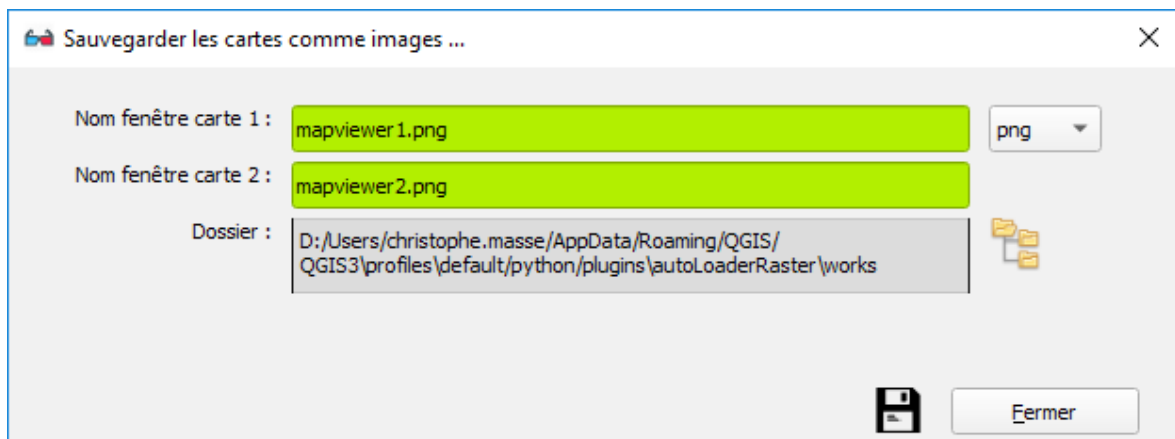 Sauvegarder les cartes comme images ...
Nom fenêtre carte 1 :
mapviewer1.png
png
Nom fenêtre carte 2 :
mapviewer2.png
Dossier :
D:/Users/christophe.masse/AppData/Roaming/QGIS/
QGIS3\profiles\default/python/plugins\autoLoaderRaster\works
Fermer